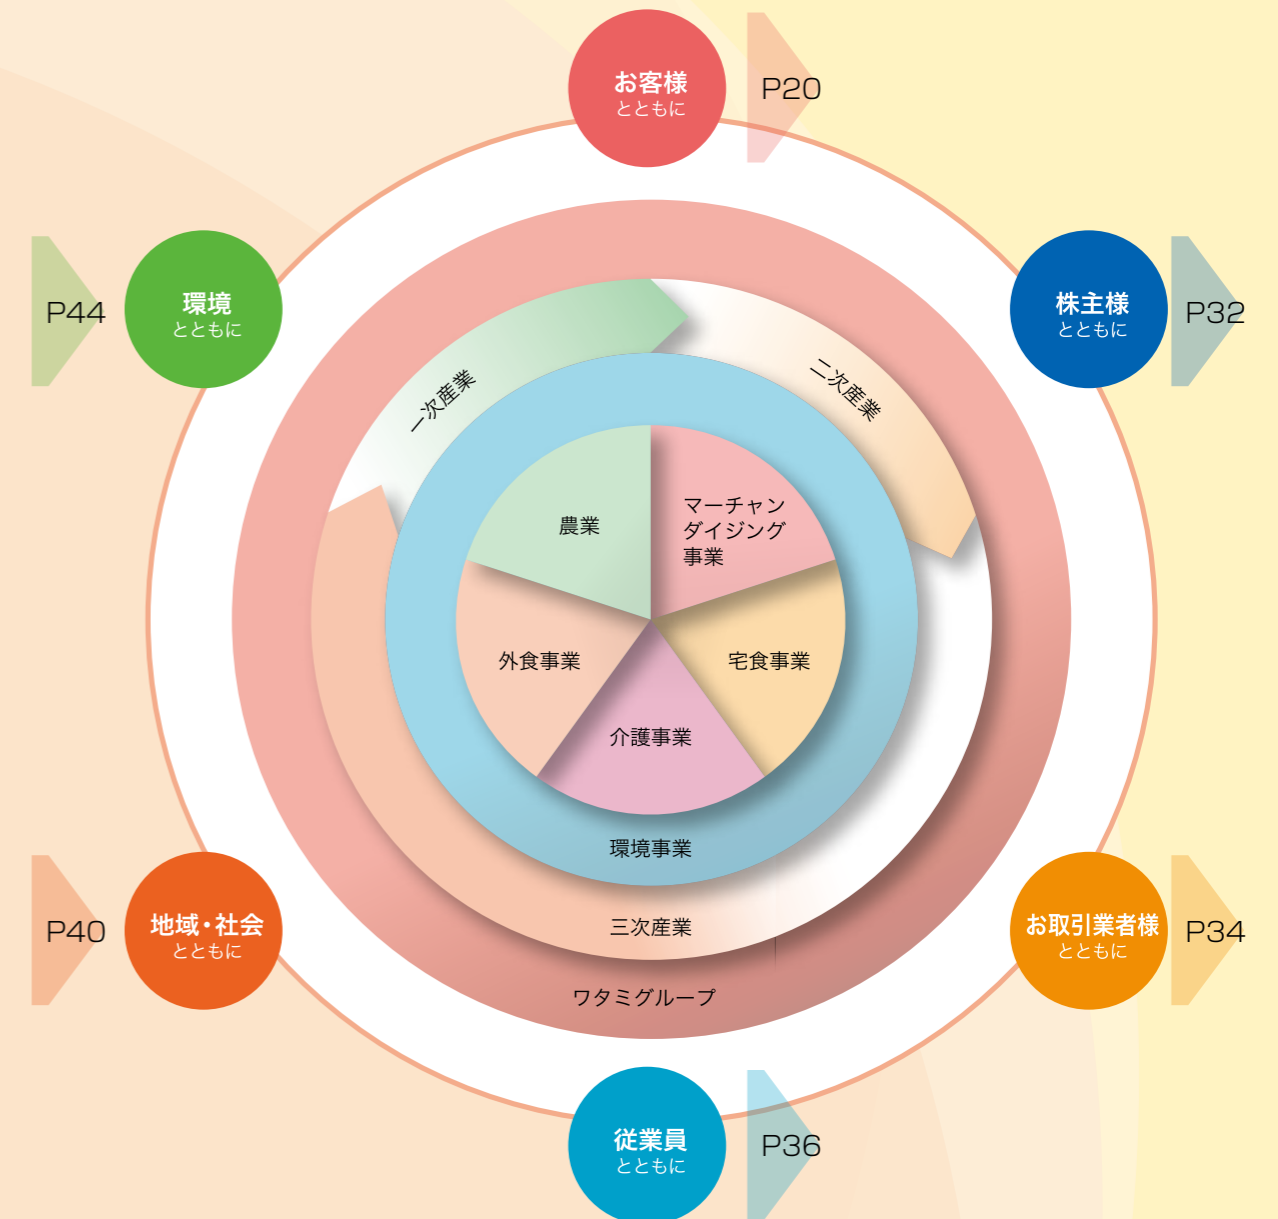 お客様
とともに
P20
環境
とともに
P44
株主様
とともに
P32
一次産業
二次産業
農業
マーチャン
ダイジング
事業
外食事業
宅食事業
介護事業
環境事業
三次産業
ワタミグループ
地域・社会
とともに
P40
お取引業者様
とともに
P34
従業員
とともに
P36